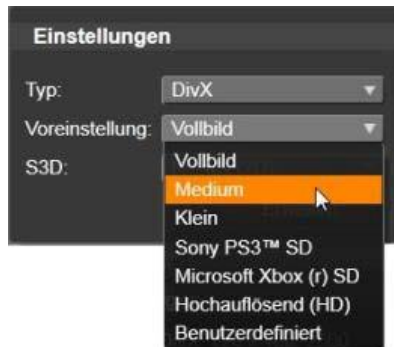 Einstellungen
Typ: DivX
Voreinstellung: Vollbild
S3D:
Vollbild
Medium
Klein
Sony PS3™ SD
Microsoft Xbox (r) SD
Hochauflösend (HD)
Benutzerdefiniert